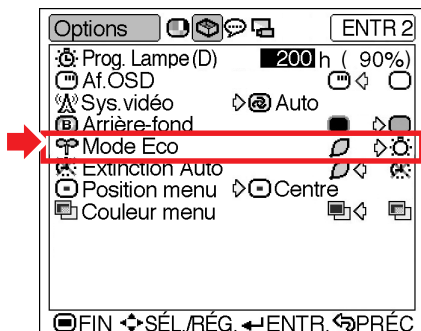 Options ENTR 2
Prog. Lampe (D) 200 h ( 90%)
Af.OSD
Sys.vidéo Auto
B Arrière-fond
Mode Eco
Extinction Auto
Position menu Centre
Couleur menu
FIN SÉL./RÉG. ENTR. PRÉC